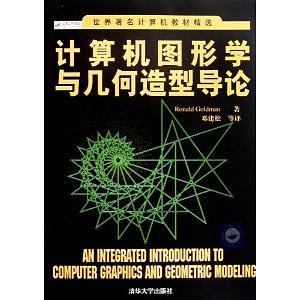 世界著名计算机教材精选
计算机图形学
与几何造型导论
Ronald Goldman 著
邓建松 等译
AN INTEGRATED INTRODUCTION TO
COMPUTER GRAPHICS AND GEOMETRIC MODELING
清华大学出版社